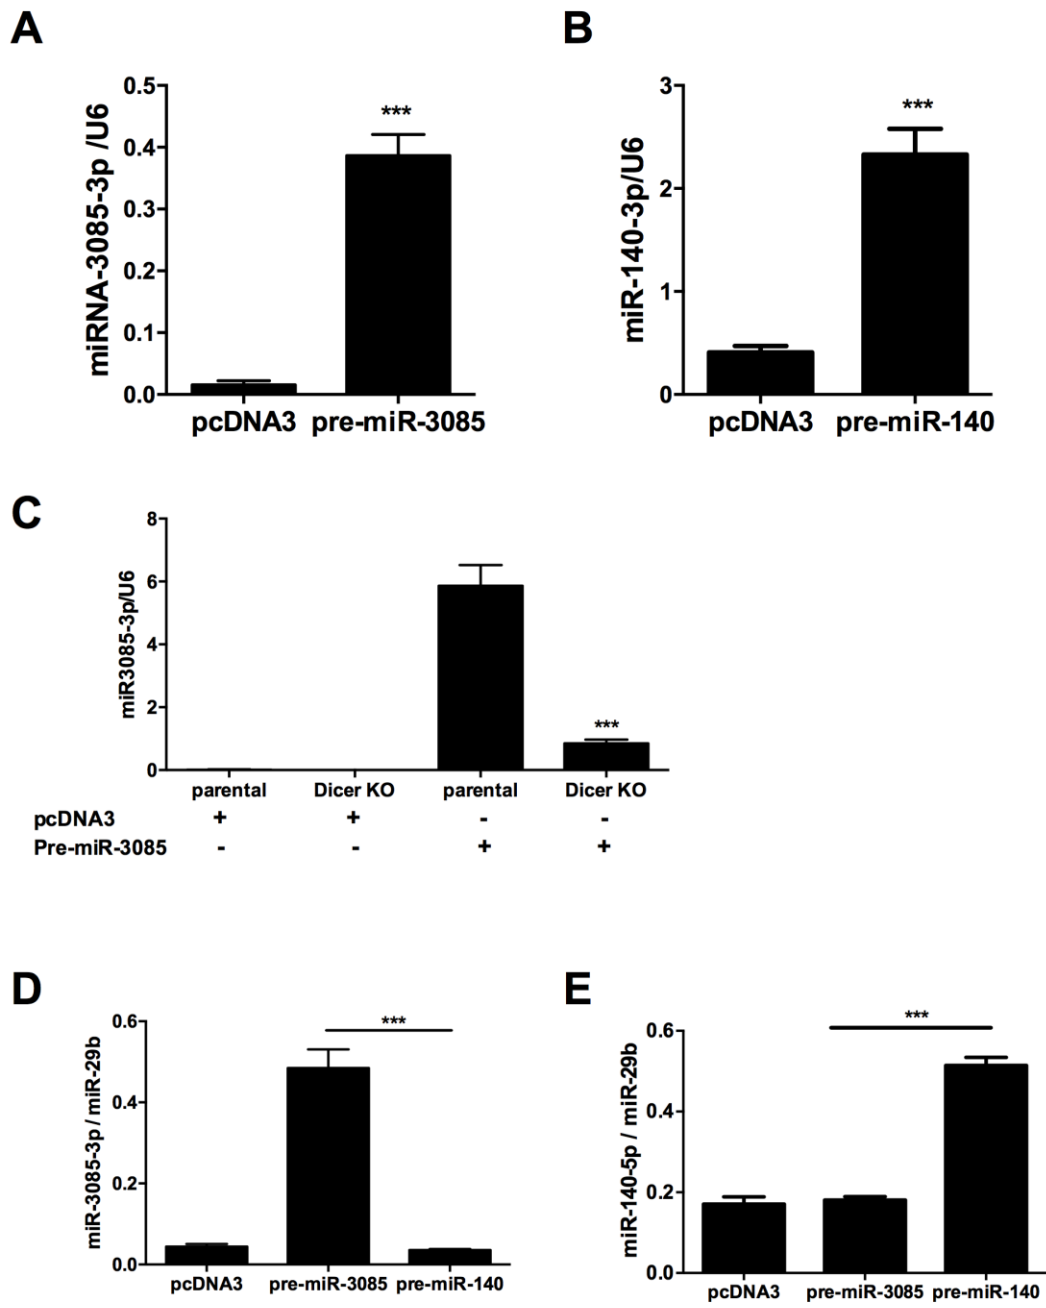 A
miRNA-3085-3p /U6
0.5
0.4
0.3
0.2
0.1
0.0
***
pcDNA3 pre-miR-3085
B
miR-140-3p/U6
3
2
1
0
***
pcDNA3 pre-miR-140
C
miR3085-3p/U6
8
6
4
2
0
***
parental Dicer KO parental Dicer KO
pcDNA3 + + - -
Pre-miR-3085 - - + +
D
miR-3085-3p / miR-29b
0.6
0.4
0.2
0.0
***
pcDNA3 pre-miR-3085 pre-miR-140
E
miR-140-5p / miR-29b
0.6
0.4
0.2
0.0
***
pcDNA3 pre-miR-3085 pre-miR-140